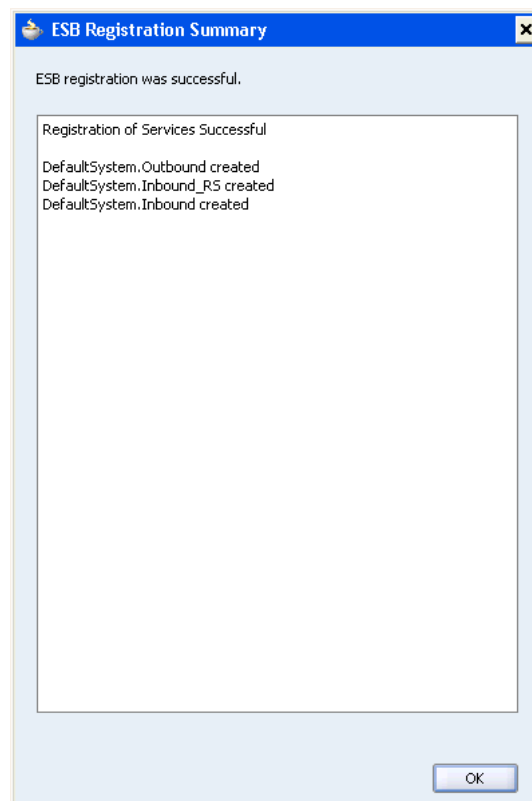 ESB Registration Summary
ESB registration was successful.
Registration of Services Successful
DefaultSystem.Outbound created
DefaultSystem.Inbound_RS created
DefaultSystem.Inbound created
OK